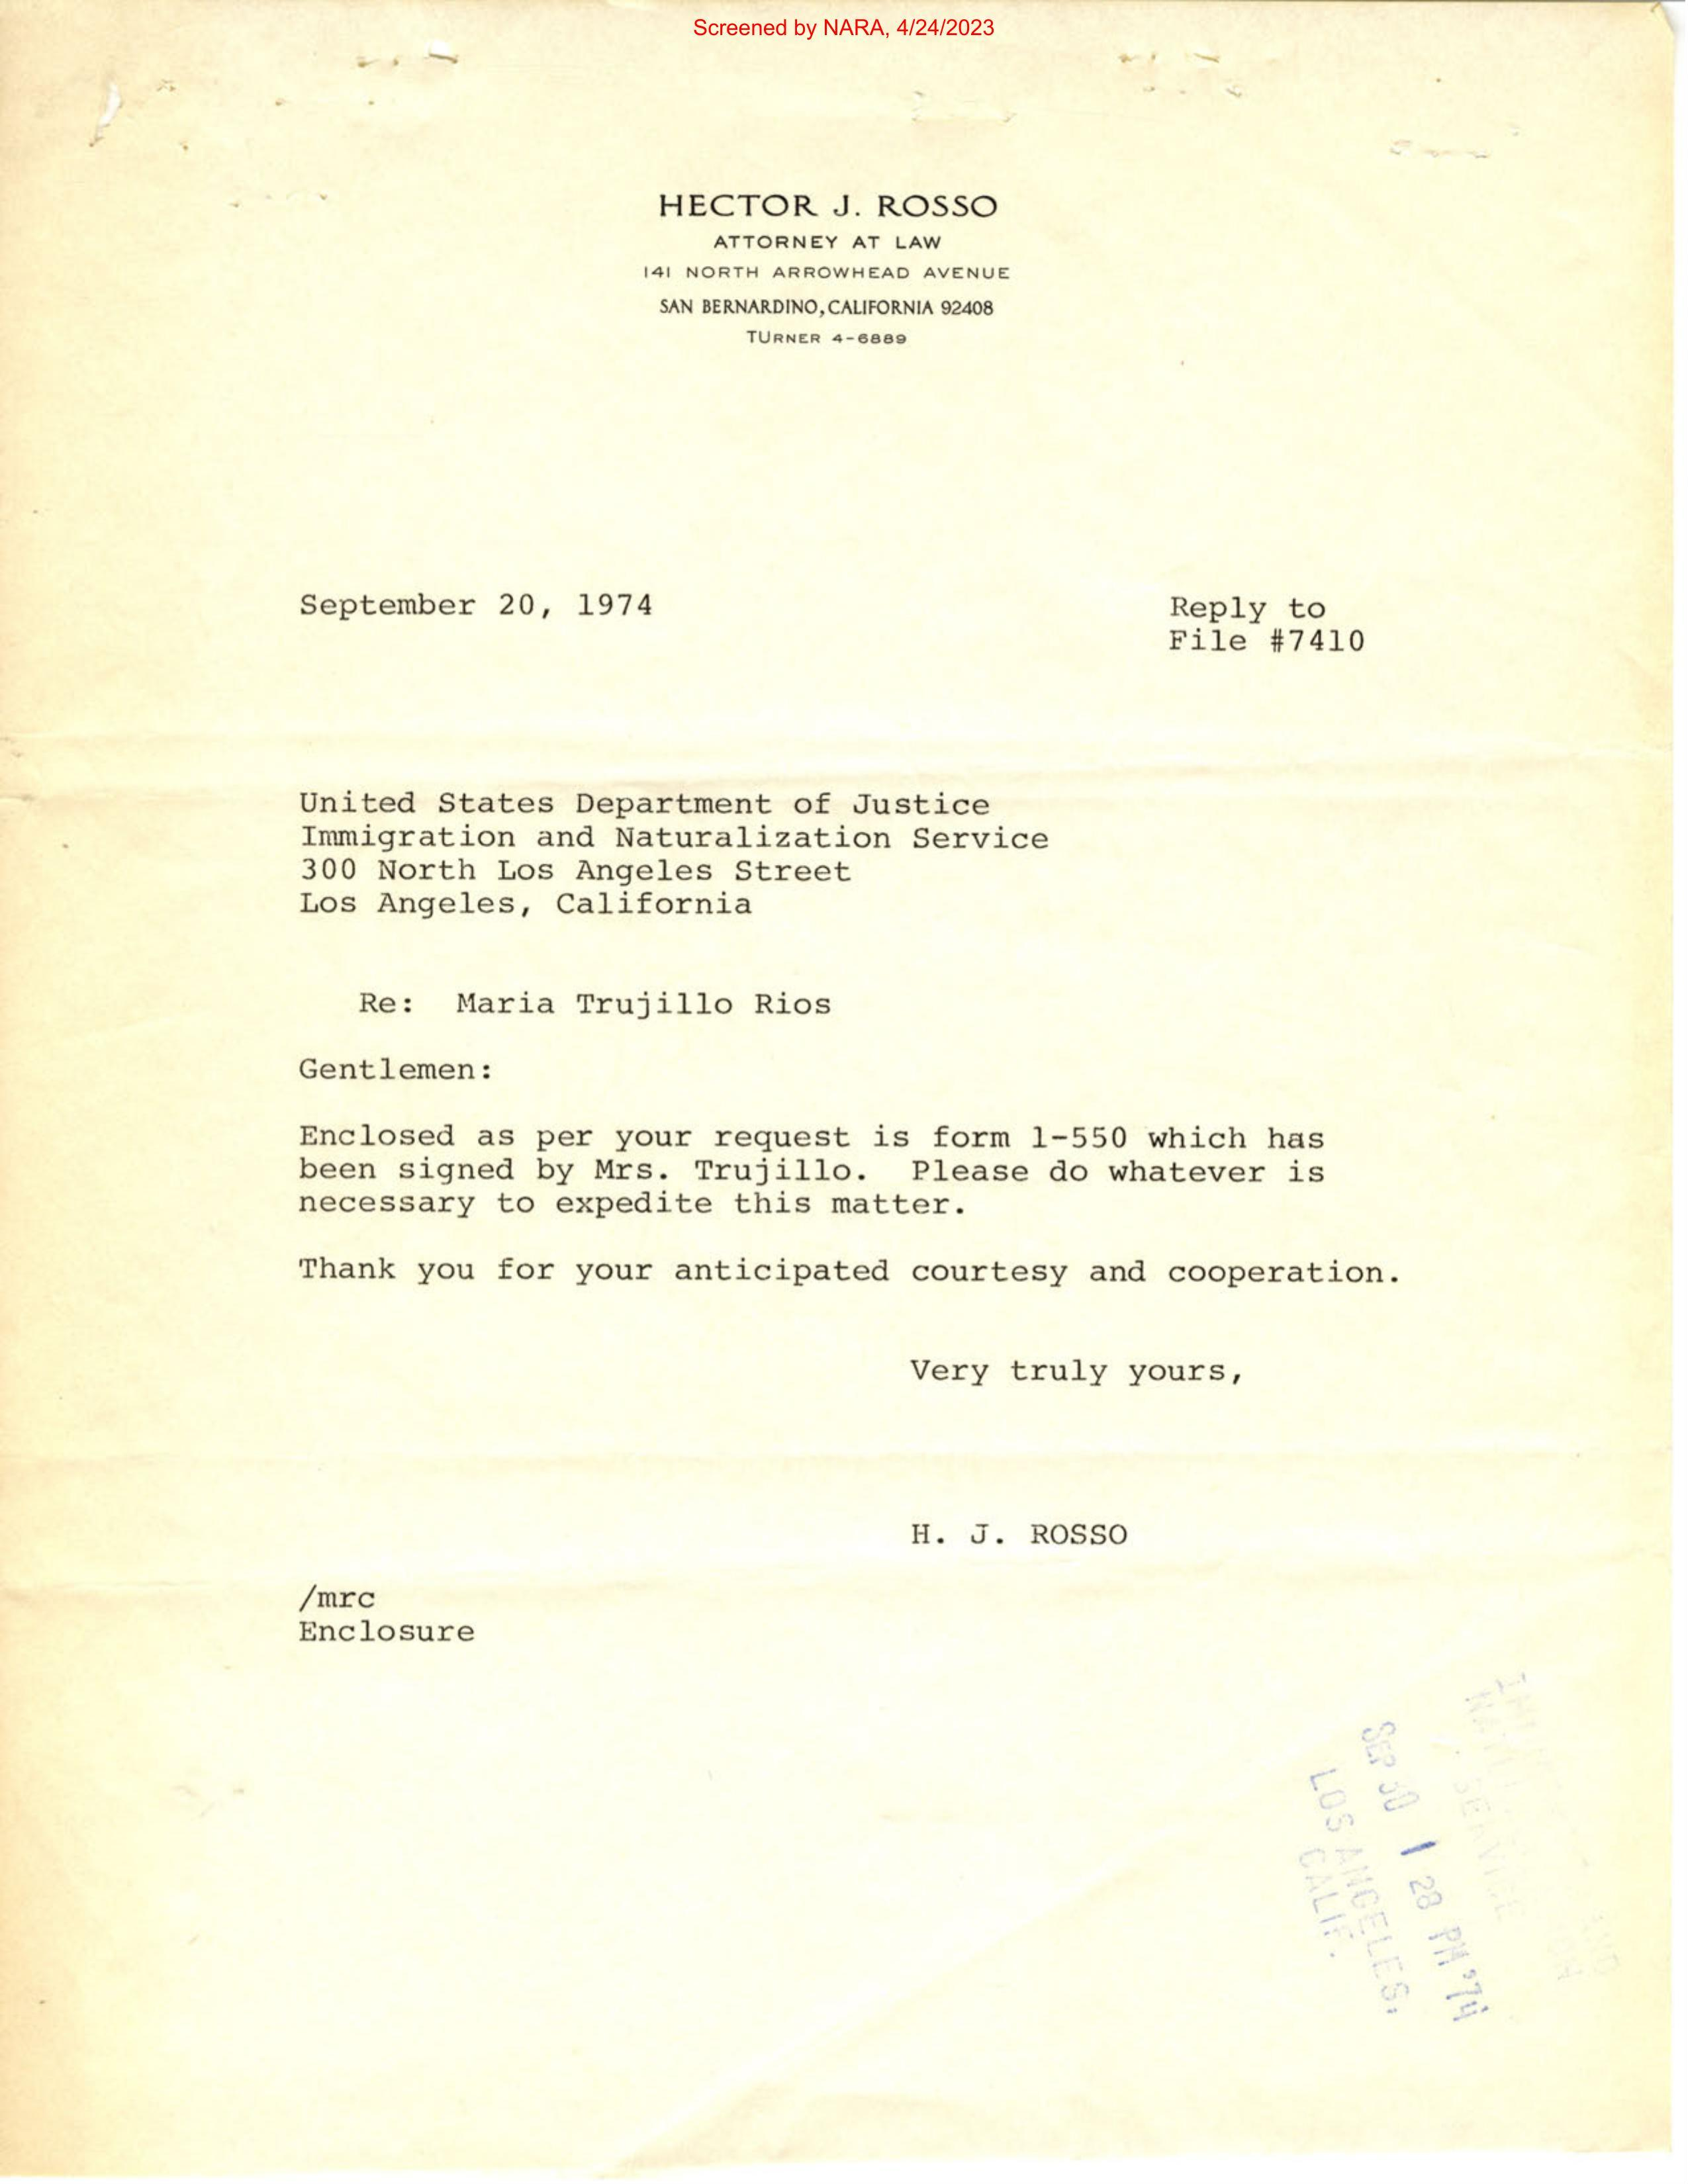 Screened by NARA, 4/24/2023
HECTOR J. ROSSO
ATTORNEY AT LAW
141 NORTH ARROWHEAD AVENUE
SAN BERNARDINO, CALIFORNIA 92408
TURNER 4-6889
September 20, 1974
Reply to
File #7410
United States Department of Justice
Immigration and Naturalization Service
300 North Los Angeles Street
Los Angeles, California
Re: Maria Trujillo Rios
Gentlemen:
Enclosed as per your request is form 1-550 which has
been signed by Mrs. Trujillo. Please do whatever is
necessary to expedite this matter.
Thank you for your anticipated courtesy and cooperation.
Very truly yours,
H. J. ROSSO
/mrc
Enclosure
SERVICE
SEP 30 1 28 PM '74
LOS ANGELES,
CALIF.